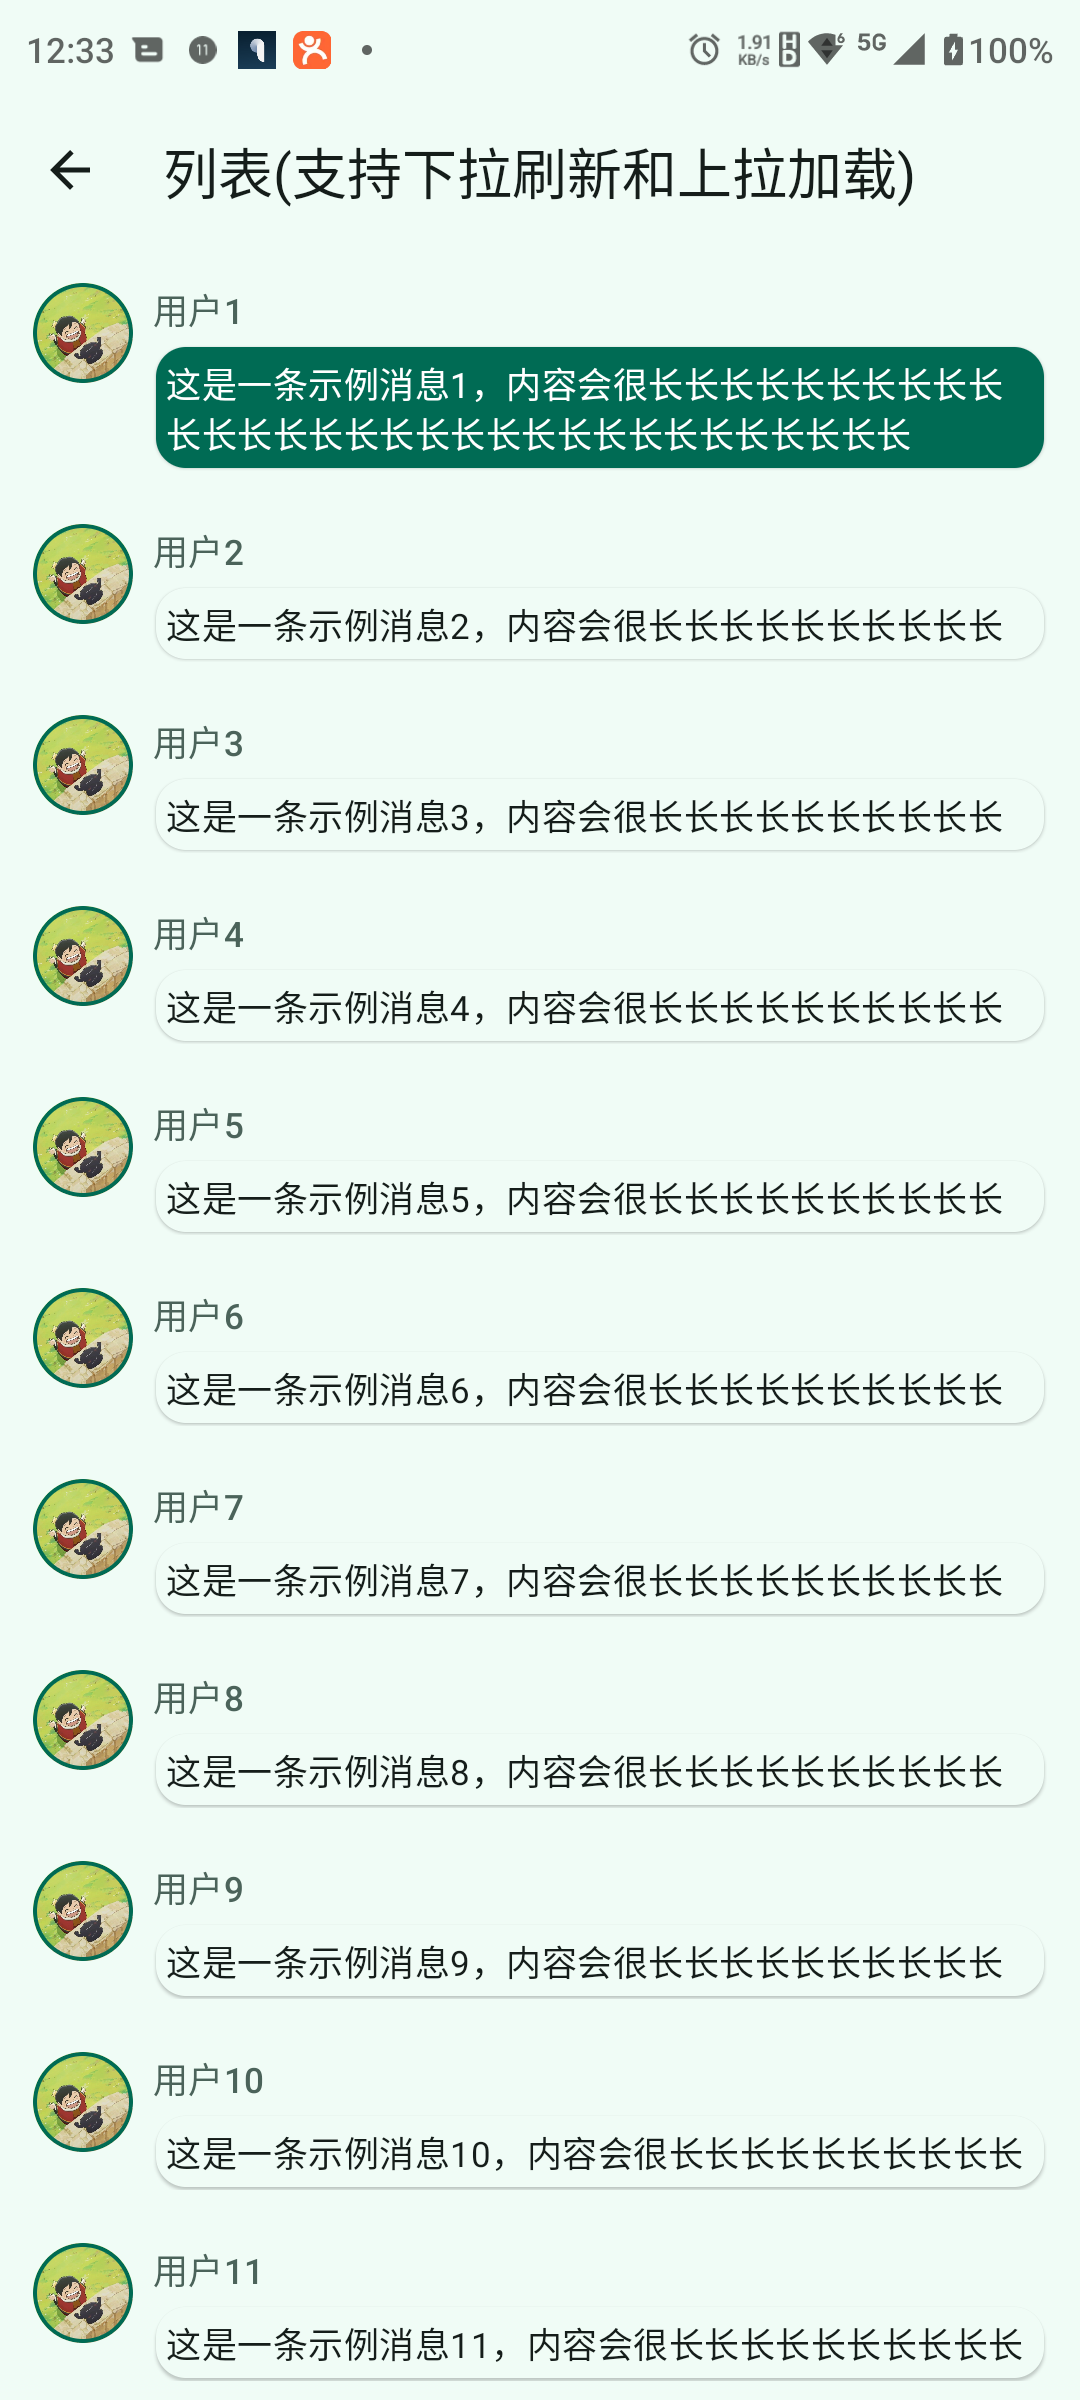 12:33 11 1.91 KB/s HD 6 5G 100%
列表(支持下拉刷新和上拉加载)
用户1
这是一条示例消息1，内容会很长长长长长长长长长长
长长长长长长长长长长长长长长长长长长长长长
用户2
这是一条示例消息2，内容会很长长长长长长长长长长
用户3
这是一条示例消息3，内容会很长长长长长长长长长长
用户4
这是一条示例消息4，内容会很长长长长长长长长长长
用户5
这是一条示例消息5，内容会很长长长长长长长长长长
用户6
这是一条示例消息6，内容会很长长长长长长长长长长
用户7
这是一条示例消息7，内容会很长长长长长长长长长长
用户8
这是一条示例消息8，内容会很长长长长长长长长长长
用户9
这是一条示例消息9，内容会很长长长长长长长长长长
用户10
这是一条示例消息10，内容会很长长长长长长长长长长
用户11
这是一条示例消息11，内容会很长长长长长长长长长长